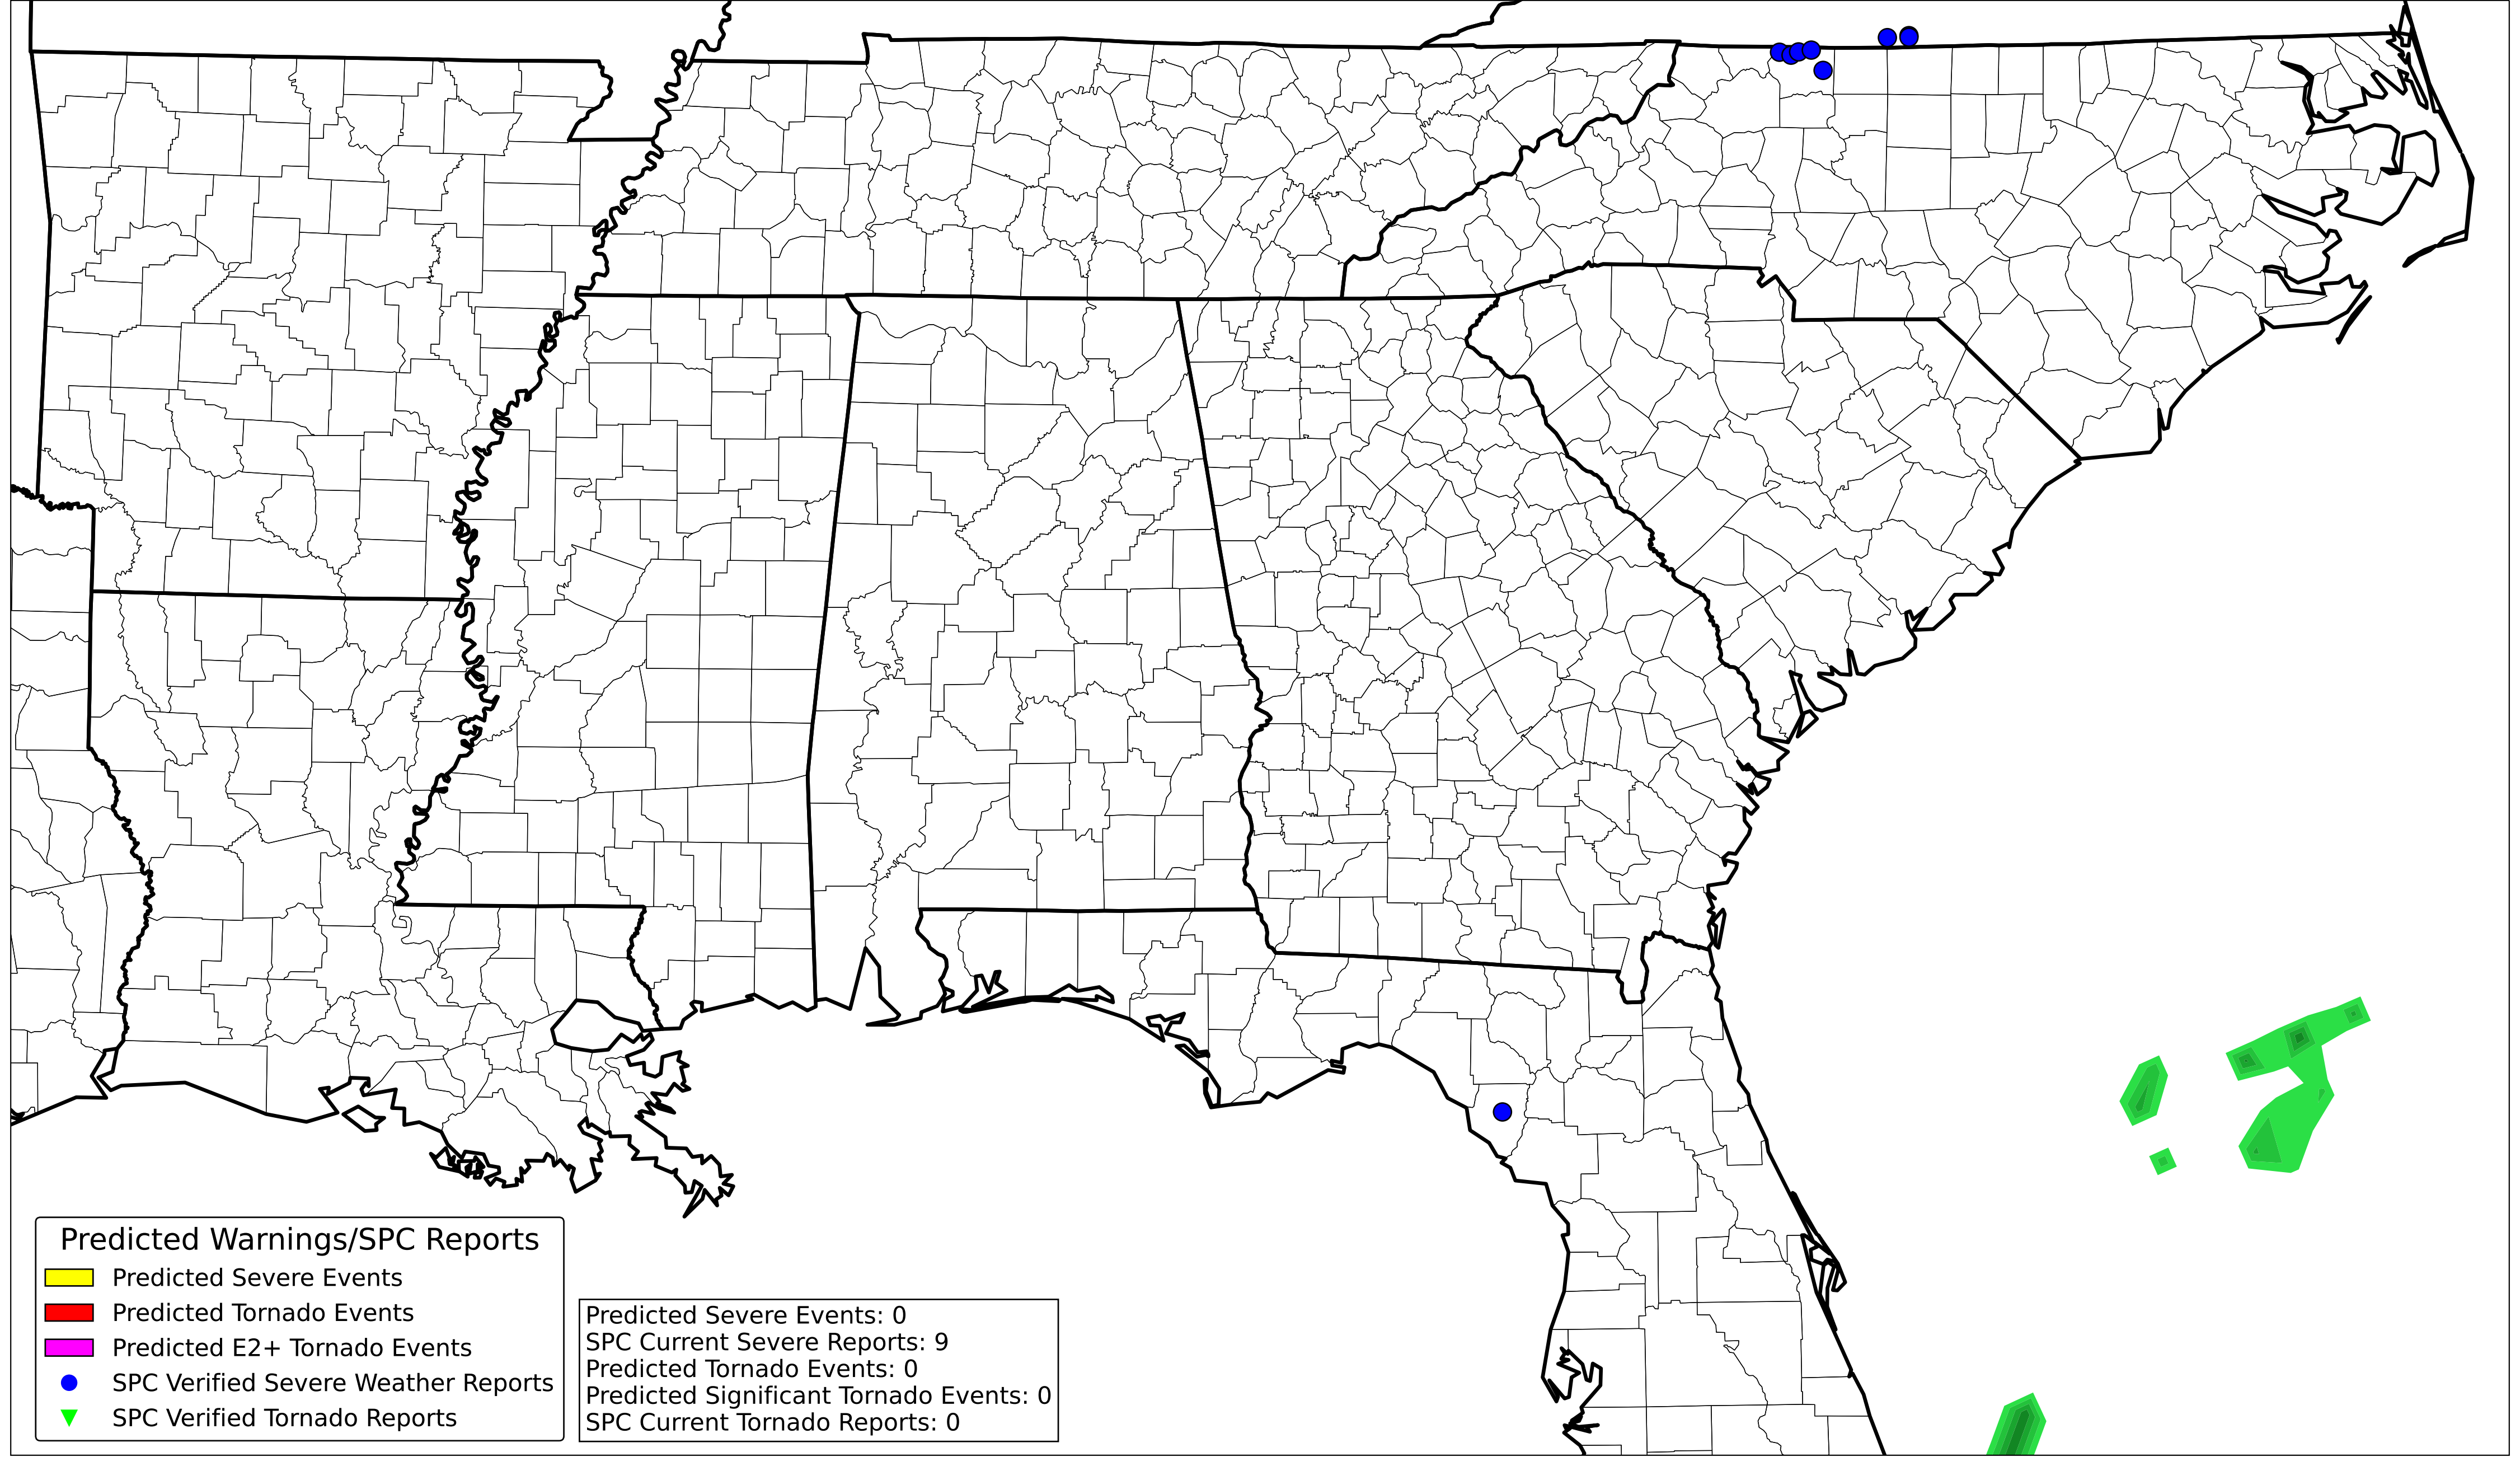 Predicted Warnings/SPC Reports
Predicted Severe Events
Predicted Tornado Events
Predicted E2+ Tornado Events
SPC Verified Severe Weather Reports
SPC Verified Tornado Reports
Predicted Severe Events: 0
SPC Current Severe Reports: 9
Predicted Tornado Events: 0
Predicted Significant Tornado Events: 0
SPC Current Tornado Reports: 0